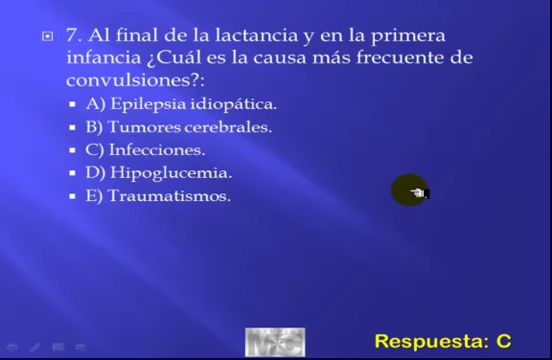 7. Al final de la lactancia y en la primera
infancia ¿Cuál es la causa más frecuente de
convulsiones?:
A) Epilepsia idiopática.
B) Tumores cerebrales.
C) Infecciones.
D) Hipoglucemia.
E) Traumatismos.
Respuesta: C